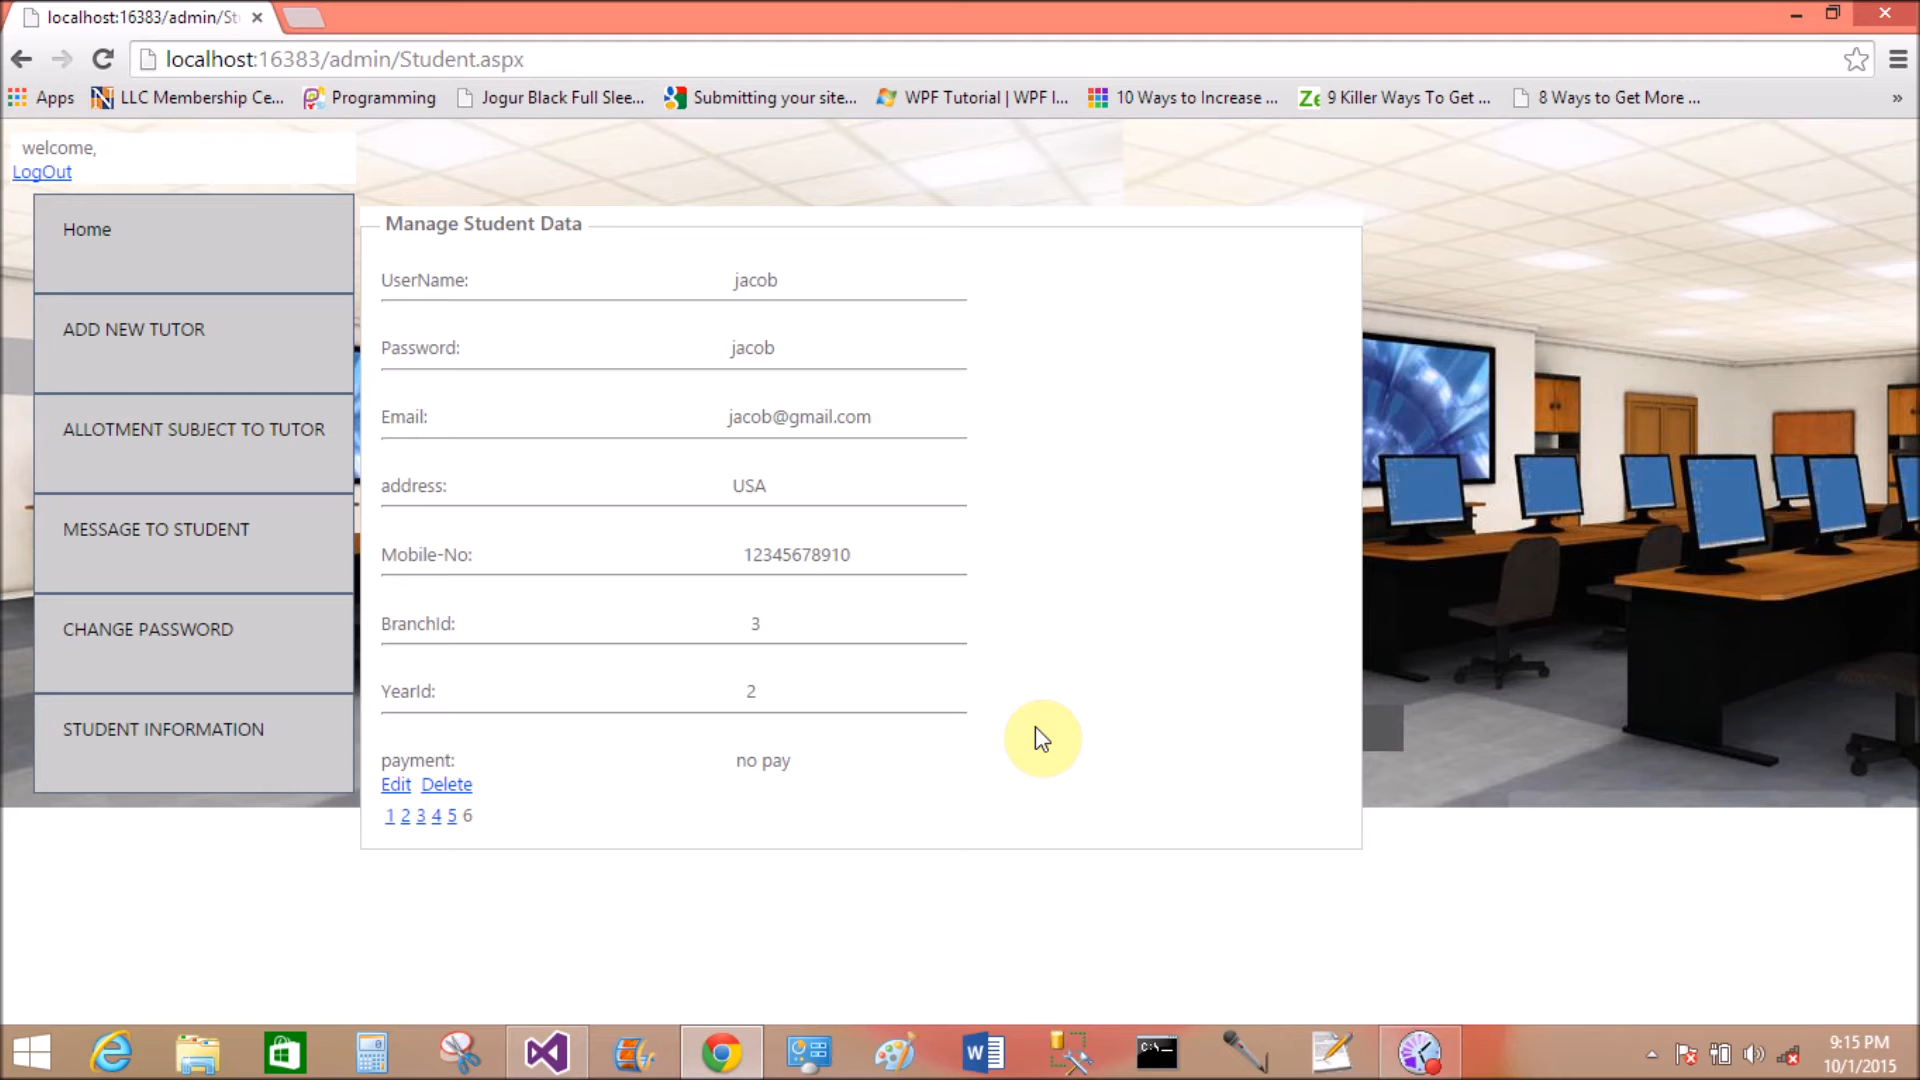 localhost:16383/admin/St
localhost:16383/admin/Student.aspx
Apps LLC Membership Ce... Programming Jogur Black Full Slee... Submitting your site... WPF Tutorial | WPF I... 10 Ways to Increase ... Ze 9 Killer Ways To Get ... 8 Ways to Get More ... »
welcome,
LogOut
Home
ADD NEW TUTOR
ALLOTMENT SUBJECT TO TUTOR
MESSAGE TO STUDENT
CHANGE PASSWORD
STUDENT INFORMATION
Manage Student Data
UserName: jacob
Password: jacob
Email: jacob@gmail.com
address: USA
Mobile-No: 12345678910
BranchId: 3
YearId: 2
payment: no pay
Edit Delete
1 2 3 4 5 6
9:15 PM
10/1/2015